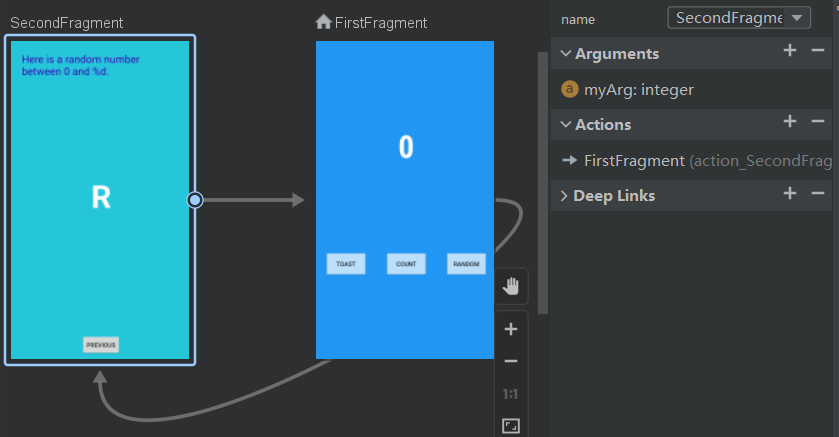 SecondFragment
Here is a random number
between 0 and %d.
R
PREVIOUS
FirstFragment
0
TOAST
COUNT
RANDOM
1:1
name
SecondFragme
Arguments
a
myArg: integer
Actions
FirstFragment (action_SecondFrag
Deep Links